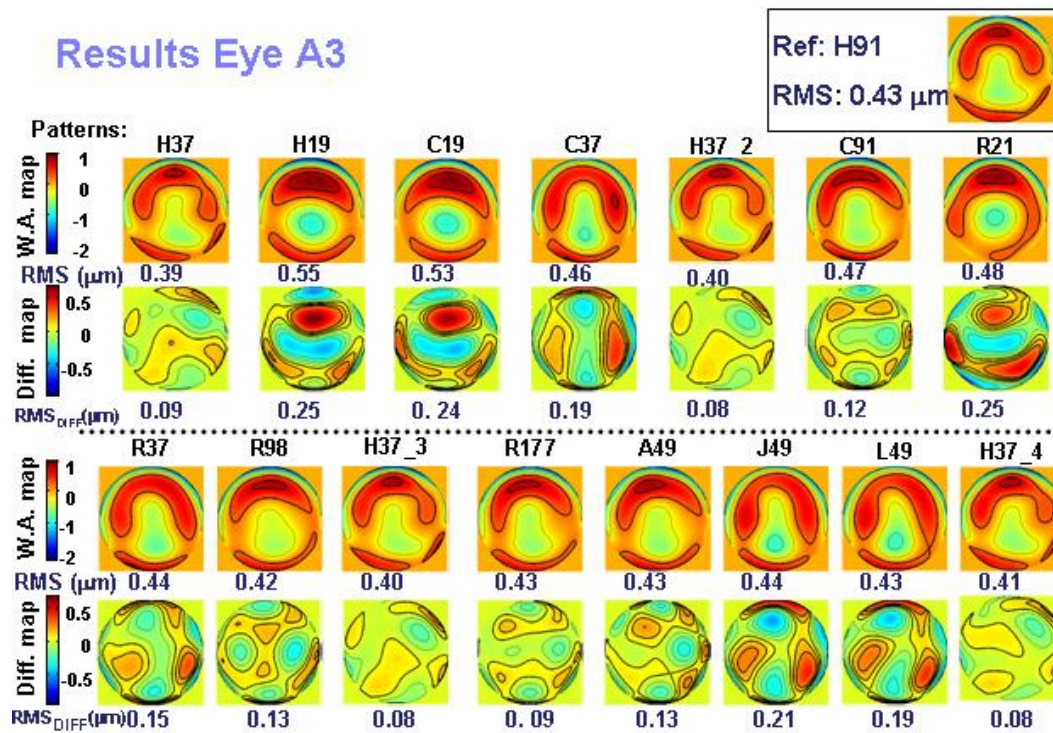 Results Eye A3
Ref: H91
RMS: 0.43 μm
Patterns:
H37 H19 C19 C37 H37_2 C91 R21
W.A. map
1
0
-1
-2
RMS (μm) 0.39 0.55 0.53 0.46 0.40 0.47 0.48
Diff. map
0.5
0
-0.5
RMS_DIFF(μm) 0.09 0.25 0. 24 0.19 0.08 0.12 0.25
R37 R98 H37_3 R177 A49 J49 L49 H37_4
W.A. map
1
0
-1
-2
RMS (μm) 0.44 0.42 0.40 0.43 0.43 0.44 0.43 0.41
Diff. map
0.5
0
-0.5
RMS_DIFF(μm) 0.15 0.13 0.08 0. 09 0.13 0.21 0.19 0.08